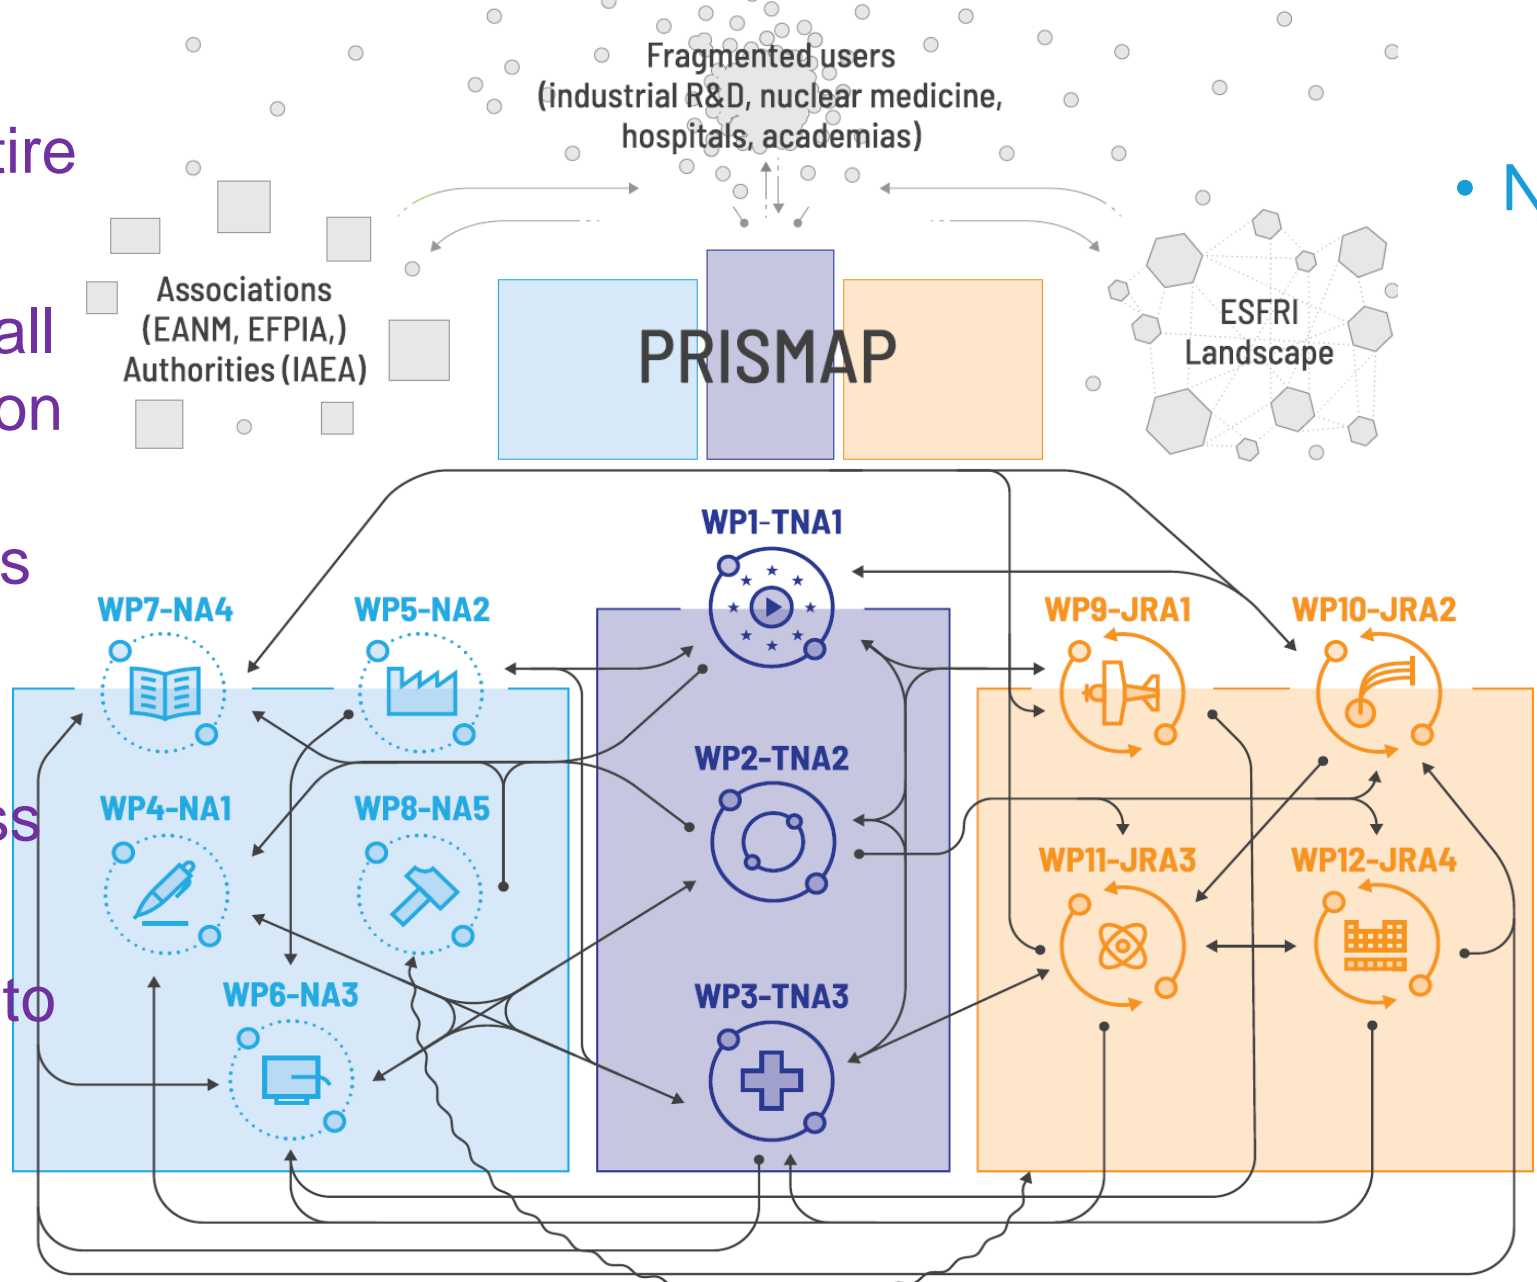 Fragmented users
(industrial R&D, nuclear medicine,
hospitals, academias)
tire
• N
Associations
(EANM, EFPIA,)
Authorities (IAEA)
all
on
PRISMAP
ESFRI
Landscape
s
WP1-TNA1
WP7-NA4
WP5-NA2
WP9-JRA1
WP10-JRA2
WP2-TNA2
ss
WP4-NA1
WP8-NA5
WP11-JRA3
WP12-JRA4
to
WP6-NA3
WP3-TNA3